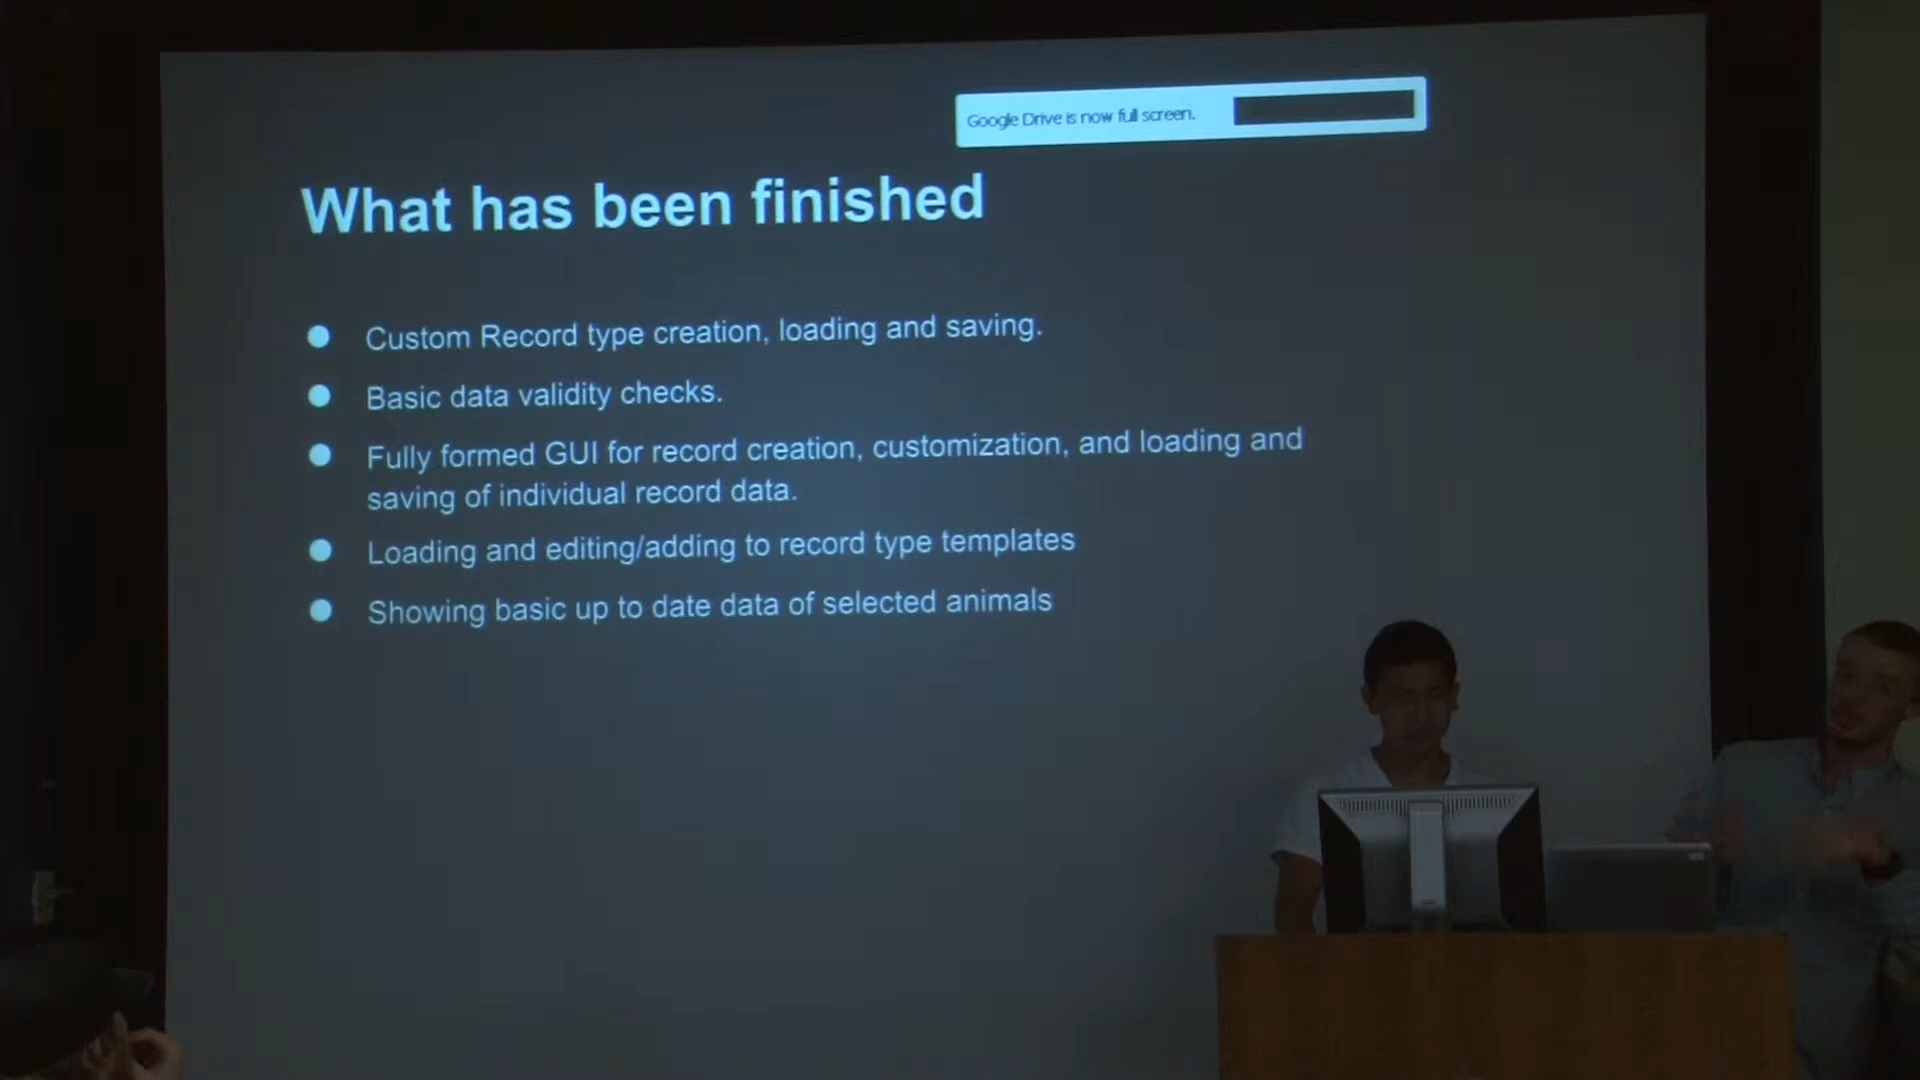 Google Drive is now full screen.
What has been finished
Custom Record type creation, loading and saving.
Basic data validity checks.
Fully formed GUI for record creation, customization, and loading and
saving of individual record data.
Loading and editing/adding to record type templates
Showing basic up to date data of selected animals